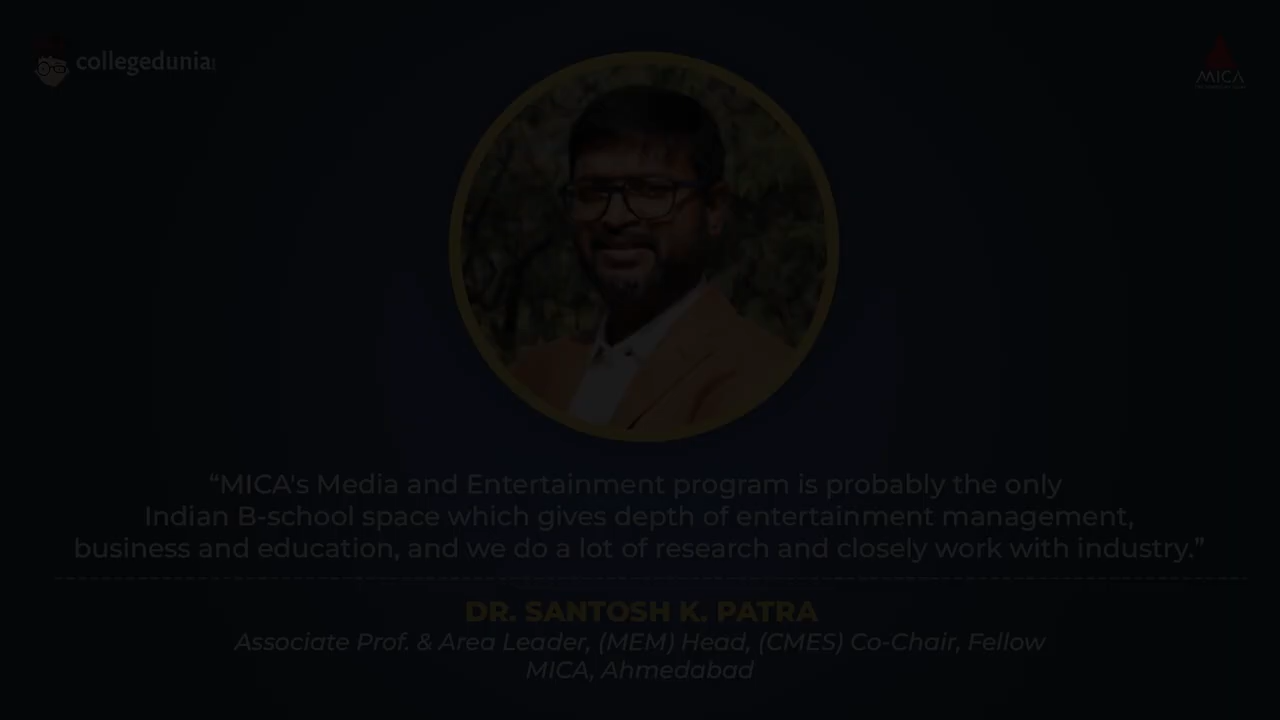 collegedunia
MICA
“MICA's Media and Entertainment program is probably the only
Indian B-school space which gives depth of entertainment management,
business and education, and we do a lot of research and closely work with industry.”
DR. SANTOSH K. PATRA
Associate Prof. & Area Leader, (MEM) Head, (CMES) Co-Chair, Fellow
MICA, Ahmedabad